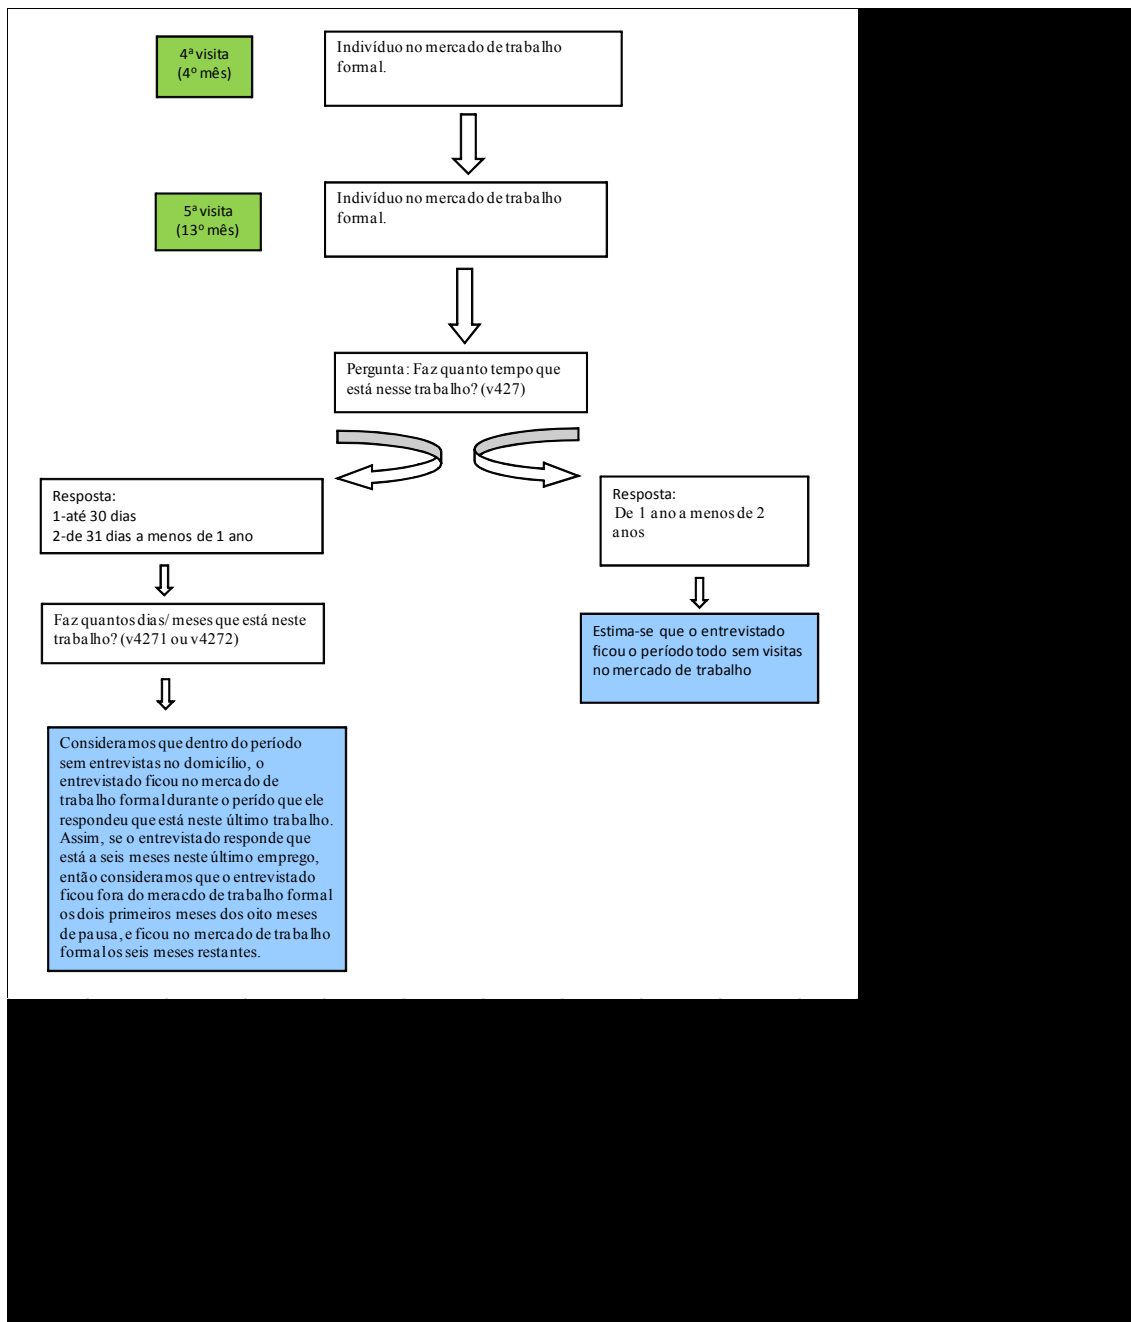 4ª visita
(4º mês)
Indivíduo no mercado de trabalho
formal.
5ª visita
(13º mês)
Indivíduo no mercado de trabalho
formal.
Pergunta: Faz quanto tempo que
está nesse trabalho? (v427)
Resposta:
1-até 30 dias
2-de 31 dias a menos de 1 ano
Resposta:
De 1 ano a menos de 2
anos
Faz quantos dias/ meses que está neste
trabalho? (v4271 ou v4272)
Estima-se que o entrevistado
ficou o período todo sem visitas
no mercado de trabalho
Consideramos que dentro do período
sem entrevistas no domicílio, o
entrevistado ficou no mercado de
trabalho formal durante o perído que ele
respondeu que está neste último trabalho.
Assim, se o entrevistado responde que
está a seis meses neste último emprego,
então consideramos que o entrevistado
ficou fora do meracdo de trabalho formal
os dois primeiros meses dos oito meses
de pausa, e ficou no mercado de trabalho
formal os seis meses restantes.